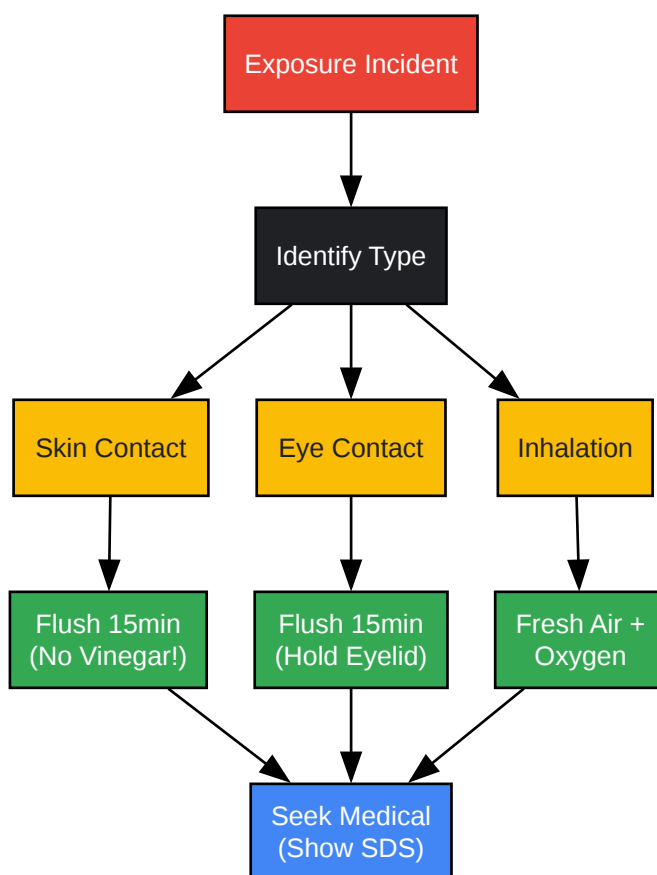 Exposure Incident
Identify Type
Skin Contact
Eye Contact
Inhalation
Flush 15min
(No Vinegar!)
Flush 15min
(Hold Eyelid)
Fresh Air +
Oxygen
Seek Medical
(Show SDS)